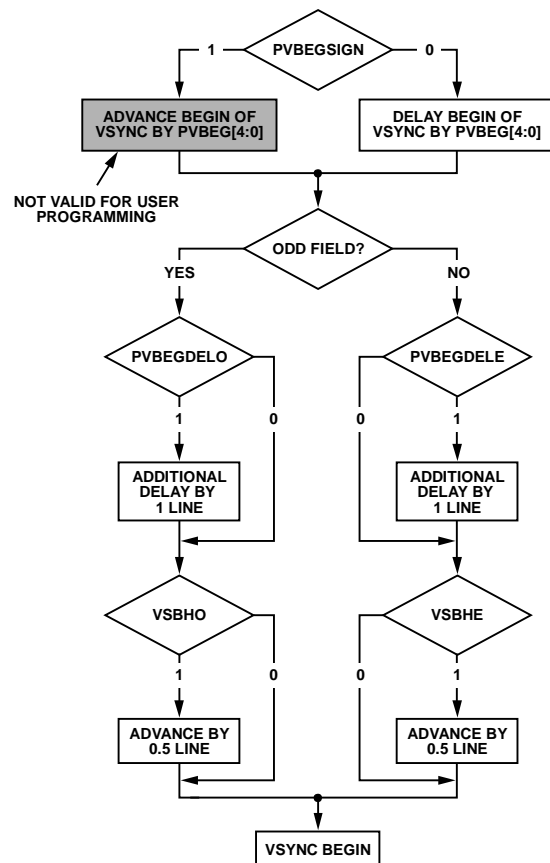 PVBEGSIGN
1
0
ADVANCE BEGIN OF
VSYNC BY PVBEG[4:0]
DELAY BEGIN OF
VSYNC BY PVBEG[4:0]
NOT VALID FOR USER
PROGRAMMING
ODD FIELD?
YES
NO
PVBEGDELO
PVBEGDELE
1
0
0
1
ADDITIONAL
DELAY BY
1 LINE
ADDITIONAL
DELAY BY
1 LINE
VSBHO
VSBHE
1
0
0
1
ADVANCE BY
0.5 LINE
ADVANCE BY
0.5 LINE
VSYNC BEGIN